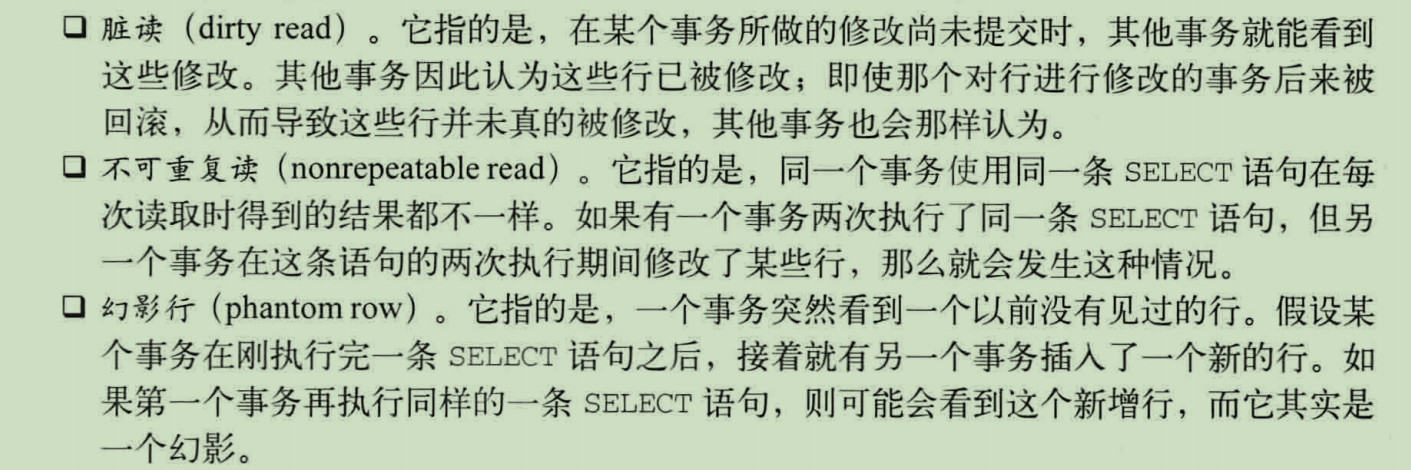 ❑ 脏读（dirty read）。它指的是，在某个事务所做的修改尚未提交时，其他事务就能看到
这些修改。其他事务因此认为这些行已被修改；即使那个对行进行修改的事务后来被
回滚，从而导致这些行并未真的被修改，其他事务也会那样认为。
❑ 不可重复读（nonrepeatable read）。它指的是，同一个事务使用同一条 SELECT 语句在每
次读取时得到的结果都不一样。如果有一个事务两次执行了同一条 SELECT 语句，但另
一个事务在这条语句的两次执行期间修改了某些行，那么就会发生这种情况。
❑ 幻影行（phantom row）。它指的是，一个事务突然看到一个以前没有见过的行。假设某
个事务在刚执行完一条 SELECT 语句之后，接着就有另一个事务插入了一个新的行。如
果第一个事务再执行同样的一条 SELECT 语句，则可能会看到这个新增行，而它其实是
一个幻影。